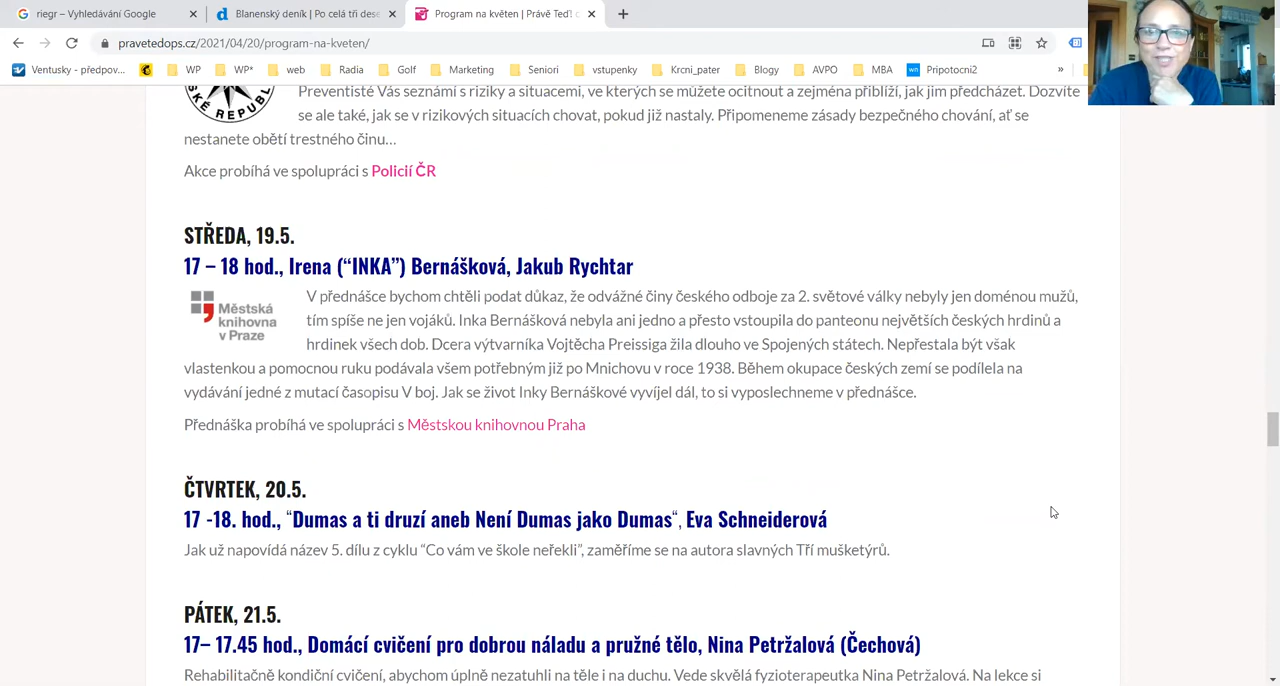 riegr – Vyhledávání Google
Blanenský deník | Po celá tři dese
Program na květen | Právě Teď! o
pravetedops.cz/2021/04/20/program-na-kveten/
Ventusky - předpov...
WP
WP*
web
Radia
Golf
Marketing
Senioři
vstupenky
Krcni_pater
Blogy
AVPO
MBA
Pripotocni2
»
SKÉ REPUBLI
Preventisté Vás seznámí s riziky a situacemi, ve kterých se můžete ocitnout a zejména přiblíží, jak jim předcházet. Dozvíte
se ale také, jak se v rizikových situacích chovat, pokud již nastaly. Připomeneme zásady bezpečného chování, ať se
nestanete obětí trestného činu…
Akce probíhá ve spolupráci s Policií ČR
STŘEDA, 19.5.
17 – 18 hod., Irena (“INKA”) Bernášková, Jakub Rychtar
Městská
knihovna
v Praze
V přednášce bychom chtěli podat důkaz, že odvážné činy českého odboje za 2. světové války nebyly jen doménou mužů,
tím spíše ne jen vojáků. Inka Bernášková nebyla ani jedno a přesto vstoupila do panteonu největších českých hrdinů a
hrdinek všech dob. Dcera výtvarníka Vojtěcha Preissiga žila dlouho ve Spojených státech. Nepřestala být však
vlastenkou a pomocnou ruku podávala všem potřebným již po Mnichovu v roce 1938. Během okupace českých zemí se podílela na
vydávání jedné z mutací časopisu V boj. Jak se život Inky Bernáškové vyvíjel dál, to si vyposlechneme v přednášce.
Přednáška probíhá ve spolupráci s Městskou knihovnou Praha
ČTVRTEK, 20.5.
17 -18. hod., “Dumas a ti druzí aneb Není Dumas jako Dumas“, Eva Schneiderová
Jak už napovídá název 5. dílu z cyklu “Co vám ve škole neřekli”, zaměříme se na autora slavných Tří mušketýrů.
PÁTEK, 21.5.
17– 17.45 hod., Domácí cvičení pro dobrou náladu a pružné tělo, Nina Petržalová (Čechová)
Rehabilitačně kondiční cvičení, abychom úplně nezatuhli na těle i na duchu. Vede skvělá fyzioterapeutka Nina Petržalová. Na lekce si